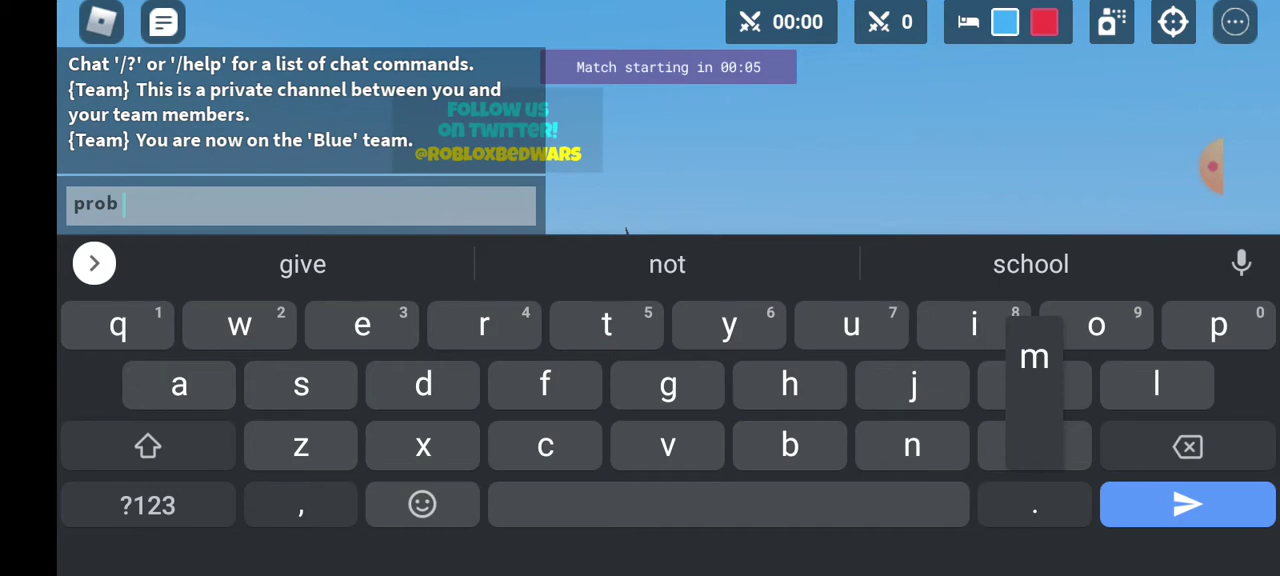 00:00
0
Match starting in 00:05
Chat '/?' or '/help' for a list of chat commands.
{Team} This is a private channel between you and
your team members.
{Team} You are now on the 'Blue' team.
FOLLOW US
ON TWITTER!
@ROBLOXBEDWARS
prob
give not school
q 1 w 2 e 3 r 4 t 5 y 6 u 7 i 8 o 9 p 0
a s d f g h j l
m
z x c v b n
?123 , .